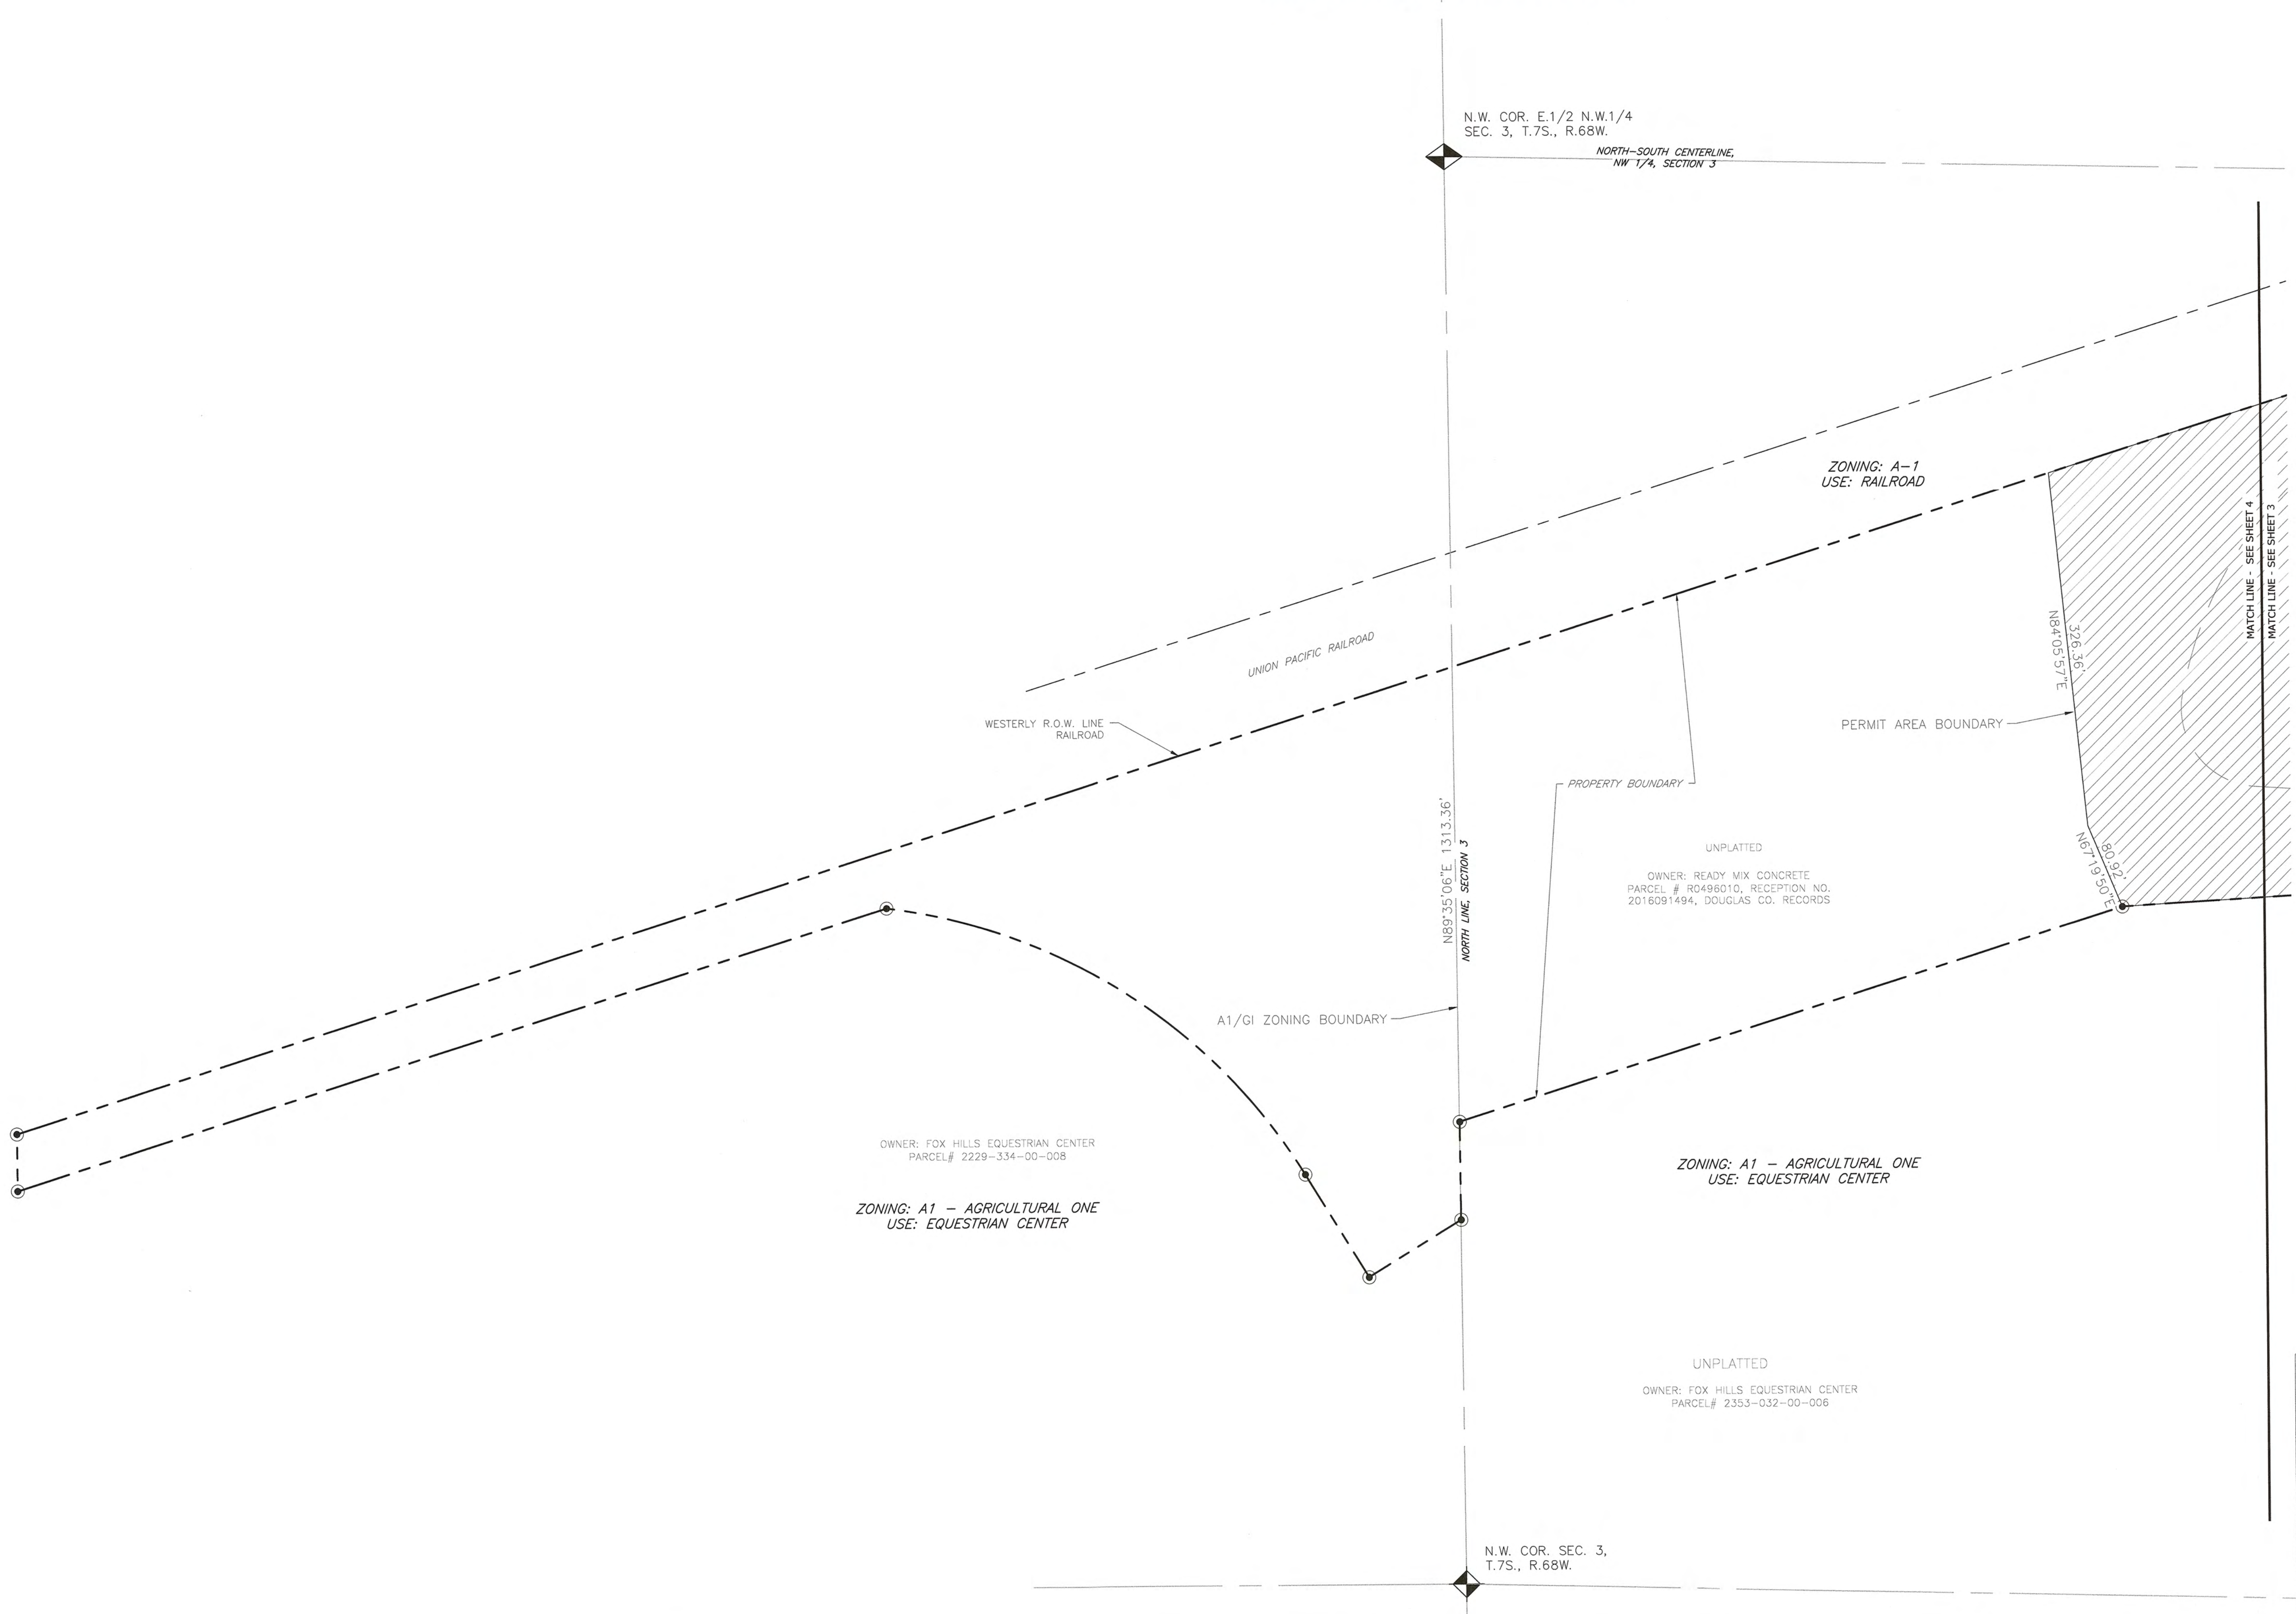 N.W. COR. E.1/2 N.W.1/4
SEC. 3, T.7S., R.68W.
NORTH-SOUTH CENTERLINE,
NW 1/4, SECTION 3
ZONING: A-1
USE: RAILROAD
MATCH LINE - SEE SHEET 4
MATCH LINE - SEE SHEET 3
UNION PACIFIC RAILROAD
326.36'
N84°05'57"E
WESTERLY R.O.W. LINE
RAILROAD
PERMIT AREA BOUNDARY
PROPERTY BOUNDARY
N89°35'06"E 1313.36'
NORTH LINE, SECTION 3
80.92'
N67°19'50"E
UNPLATTED
OWNER: READY MIX CONCRETE
PARCEL # R0496010, RECEPTION NO.
2016091494, DOUGLAS CO. RECORDS
A1/GI ZONING BOUNDARY
OWNER: FOX HILLS EQUESTRIAN CENTER
PARCEL# 2229-334-00-008
ZONING: A1 - AGRICULTURAL ONE
USE: EQUESTRIAN CENTER
ZONING: A1 - AGRICULTURAL ONE
USE: EQUESTRIAN CENTER
UNPLATTED
OWNER: FOX HILLS EQUESTRIAN CENTER
PARCEL# 2353-032-00-006
N.W. COR. SEC. 3,
T.7S., R.68W.